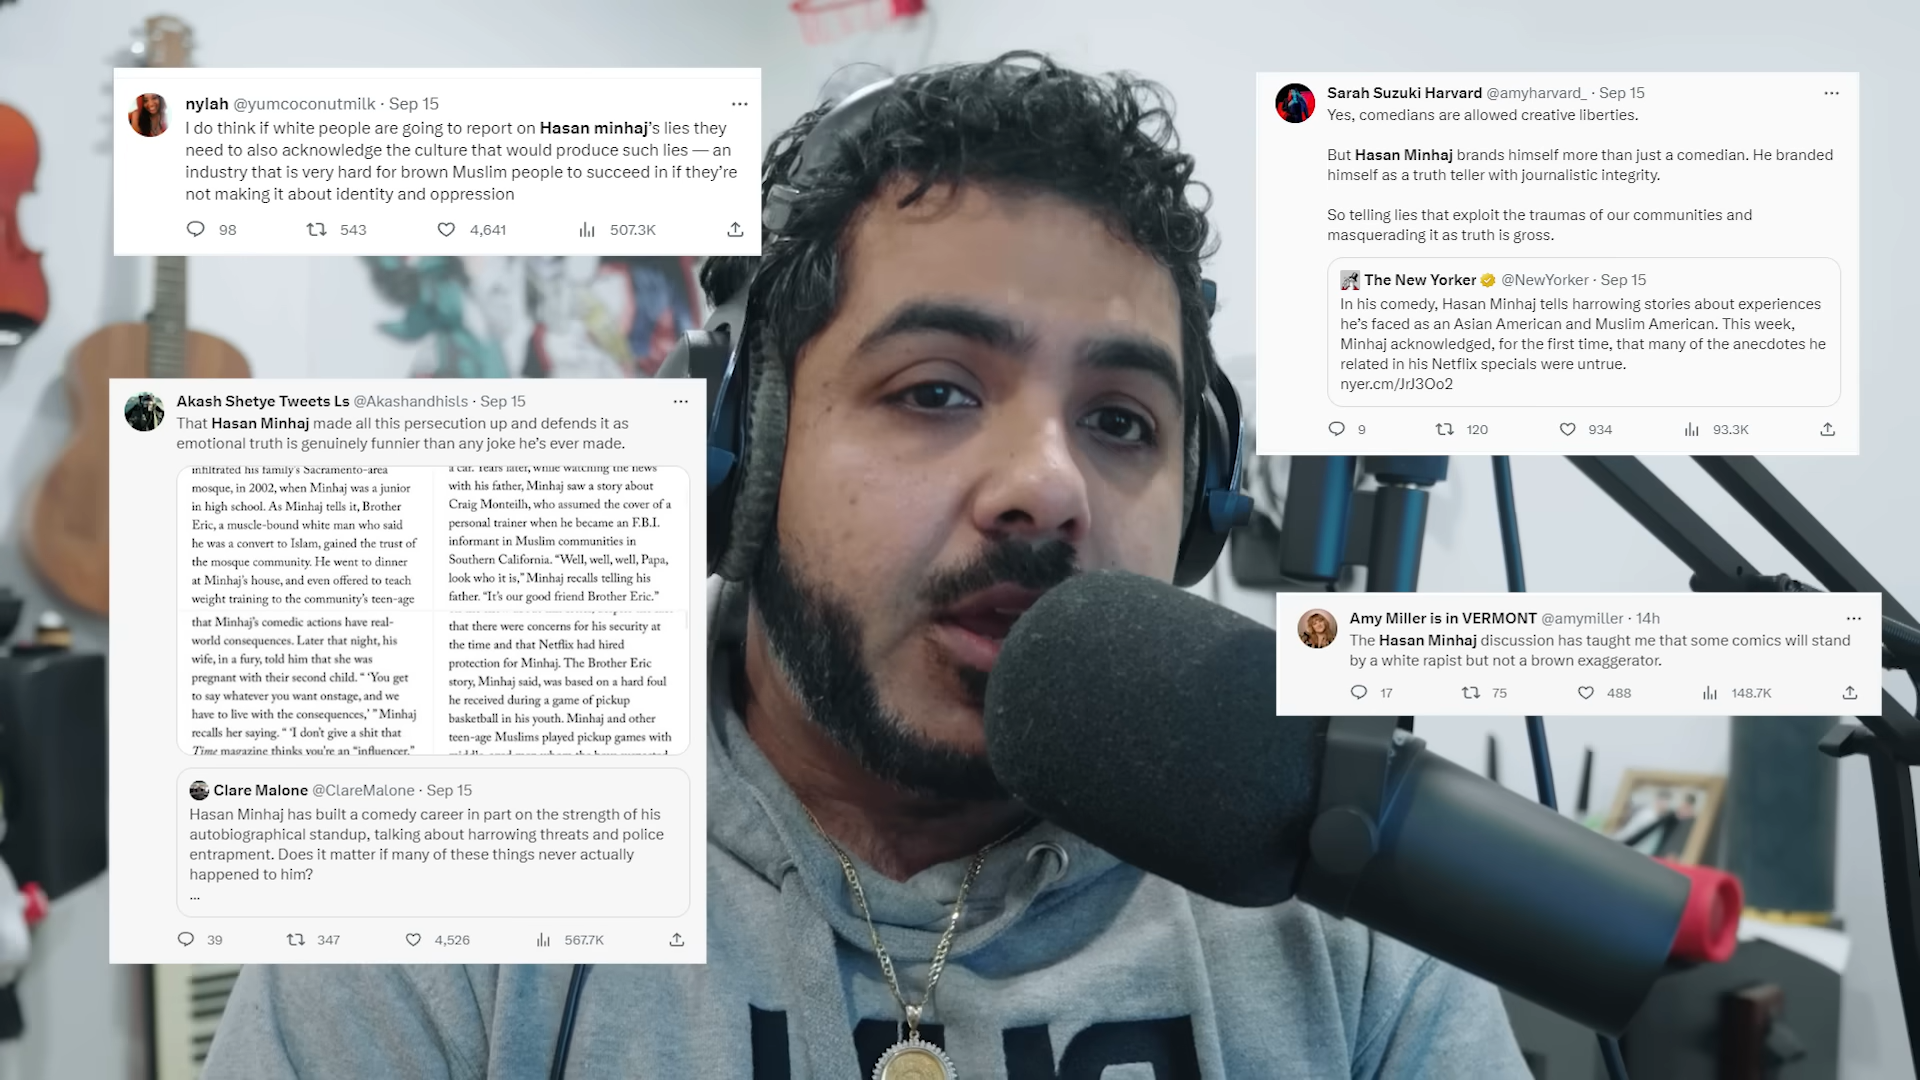 nylah @yumcoconutmilk · Sep 15
I do think if white people are going to report on Hasan minhaj's lies they
need to also acknowledge the culture that would produce such lies — an
industry that is very hard for brown Muslim people to succeed in if they're
not making it about identity and oppression
98 543 4,641 507.3K
Akash Shetye Tweets Ls @Akashandhisls · Sep 15
That Hasan Minhaj made all this persecution up and defends it as
emotional truth is genuinely funnier than any joke he's ever made.
infiltrated his family's Sacramento-area
mosque, in 2002, when Minhaj was a junior
in high school. As Minhaj tells it, Brother
Eric, a muscle-bound white man who said
he was a convert to Islam, gained the trust of
the mosque community. He went to dinner
at Minhaj's house, and even offered to teach
weight training to the community's teen-age
a car. Years later, while watching the news
with his father, Minhaj saw a story about
Craig Monteilh, who assumed the cover of a
personal trainer when he became an F.B.I.
informant in Muslim communities in
Southern California. "Well, well, well, Papa,
look who it is," Minhaj recalls telling his
father. "It's our good friend Brother Eric."
that Minhaj's comedic actions have real-
world consequences. Later that night, his
wife, in a fury, told him that she was
pregnant with their second child. " 'You get
to say whatever you want onstage, and we
have to live with the consequences,' " Minhaj
recalls her saying. " 'I don't give a shit that
Time magazine thinks you're an "influencer."
that there were concerns for his security at
the time and that Netflix had hired
protection for Minhaj. The Brother Eric
story, Minhaj said, was based on a hard foul
he received during a game of pickup
basketball in his youth. Minhaj and other
teen-age Muslims played pickup games with
Clare Malone @ClareMalone · Sep 15
Hasan Minhaj has built a comedy career in part on the strength of his
autobiographical standup, talking about harrowing threats and police
entrapment. Does it matter if many of these things never actually
happened to him?
...
39 347 4,526 567.7K
Sarah Suzuki Harvard @amyharvard_ · Sep 15
Yes, comedians are allowed creative liberties.
But Hasan Minhaj brands himself more than just a comedian. He branded
himself as a truth teller with journalistic integrity.
So telling lies that exploit the traumas of our communities and
masquerading it as truth is gross.
The New Yorker @NewYorker · Sep 15
In his comedy, Hasan Minhaj tells harrowing stories about experiences
he's faced as an Asian American and Muslim American. This week,
Minhaj acknowledged, for the first time, that many of the anecdotes he
related in his Netflix specials were untrue.
nyer.cm/JrJ3Oo2
9 120 934 93.3K
Amy Miller is in VERMONT @amymiller · 14h
The Hasan Minhaj discussion has taught me that some comics will stand
by a white rapist but not a brown exaggerator.
17 75 488 148.7K